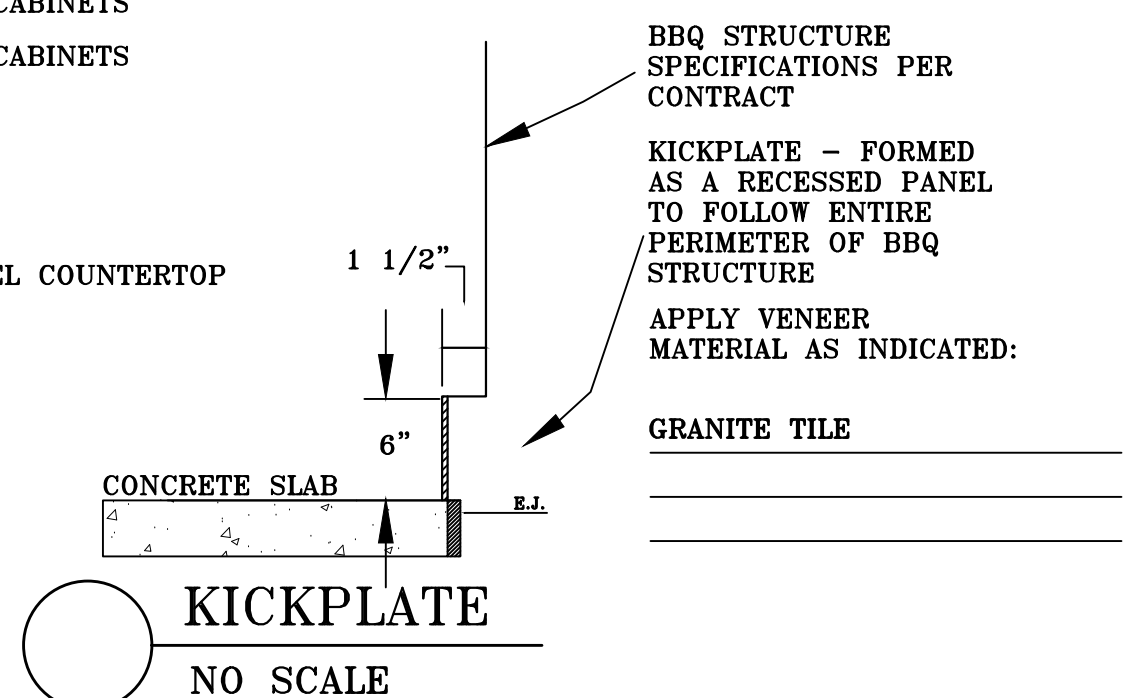 CABINETS
CABINETS
BBQ STRUCTURE
SPECIFICATIONS PER
CONTRACT
KICKPLATE – FORMED
AS A RECESSED PANEL
TO FOLLOW ENTIRE
PERIMETER OF BBQ
STRUCTURE
1 1/2"
COUNTERTOP
APPLY VENEER
MATERIAL AS INDICATED:
6"
GRANITE TILE
CONCRETE SLAB
E.J.
KICKPLATE
NO SCALE